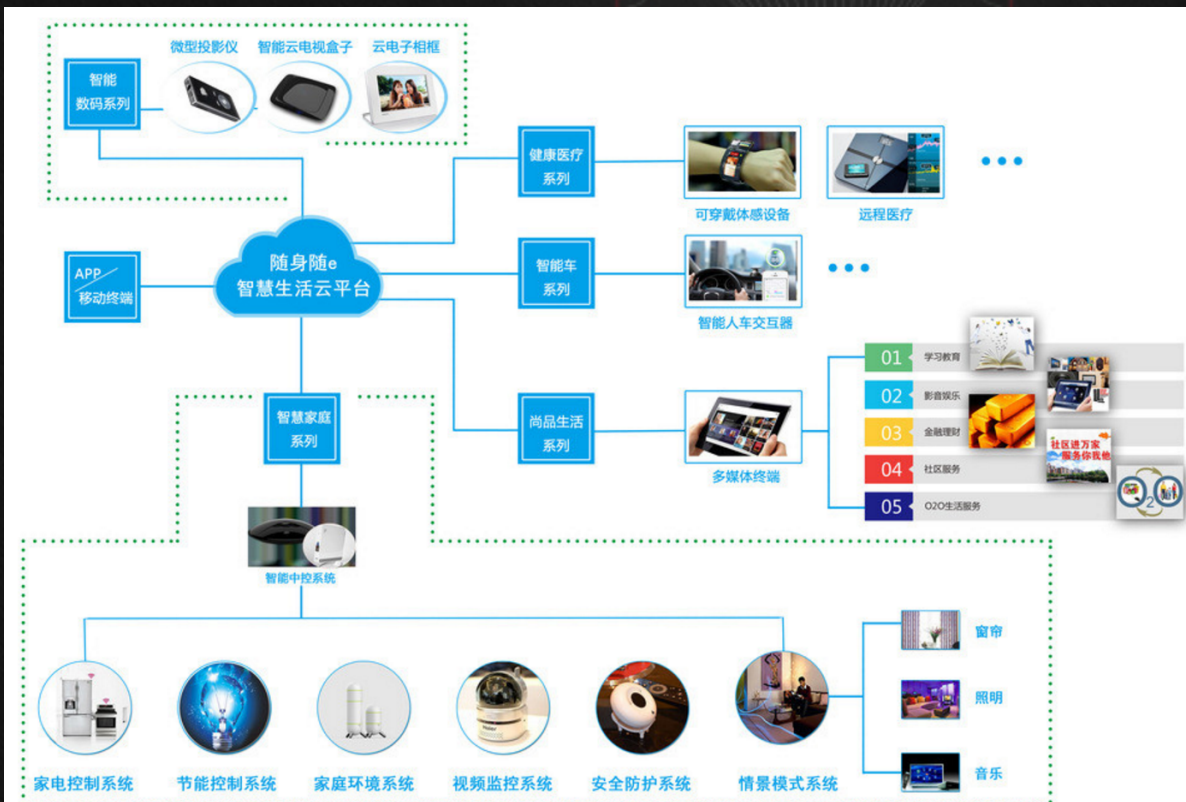 微型投影仪
智能云电视盒子
云电子相框
智能
数码系列
健康医疗
系列
可穿戴体感设备
远程医疗
APP
移动终端
随身随e
智慧生活云平台
智能车
系列
智能人车交互器
01 学习教育
02 影音娱乐
03 金融理财
04 社区服务
05 O2O生活服务
社区进万家
服务你我他
O2O
智慧家庭
系列
尚品生活
系列
多媒体终端
智能中控系统
窗帘
照明
音乐
家电控制系统
节能控制系统
家庭环境系统
视频监控系统
安全防护系统
情景模式系统